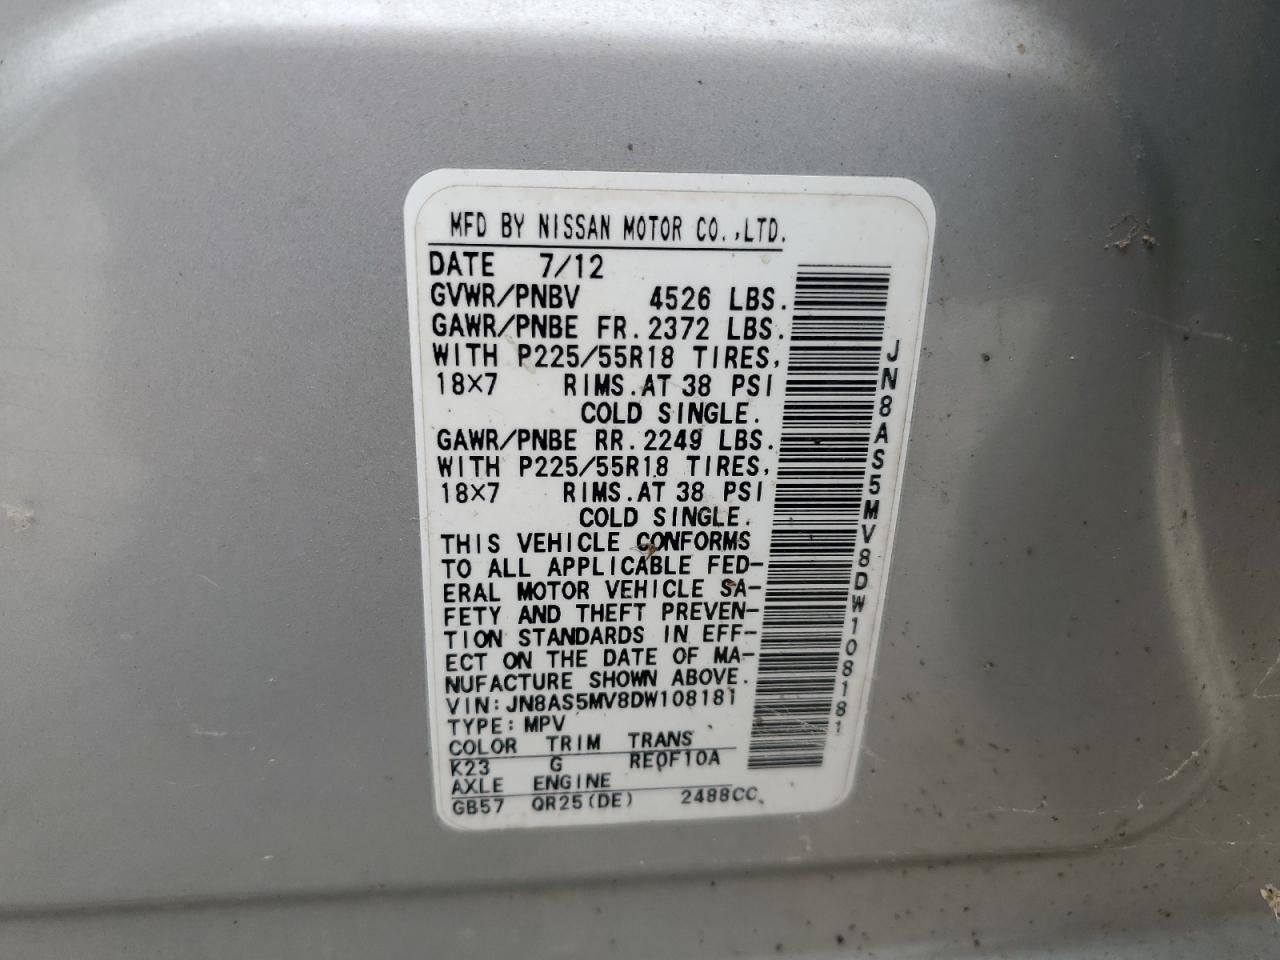 MFD BY NISSAN MOTOR CO.,LTD.
DATE 7/12
GVWR/PNBV 4526 LBS.
GAWR/PNBE FR.2372 LBS.
WITH P225/55R18 TIRES,
18×7 RIMS.AT 38 PSI
COLD SINGLE.
GAWR/PNBE RR.2249 LBS.
WITH P225/55R18 TIRES,
18×7 RIMS.AT 38 PSI
COLD SINGLE.
THIS VEHICLE CONFORMS
TO ALL APPLICABLE FED-
ERAL MOTOR VEHICLE SA-
FETY AND THEFT PREVEN-
TION STANDARDS IN EFF-
ECT ON THE DATE OF MA-
NUFACTURE SHOWN ABOVE.
VIN:JN8AS5MV8DW108181
TYPE:MPV
COLOR TRIM TRANS
K23 G RE0F10A
AXLE ENGINE
GB57 QR25(DE) 2488CC
JN8AS5MV8DW108181